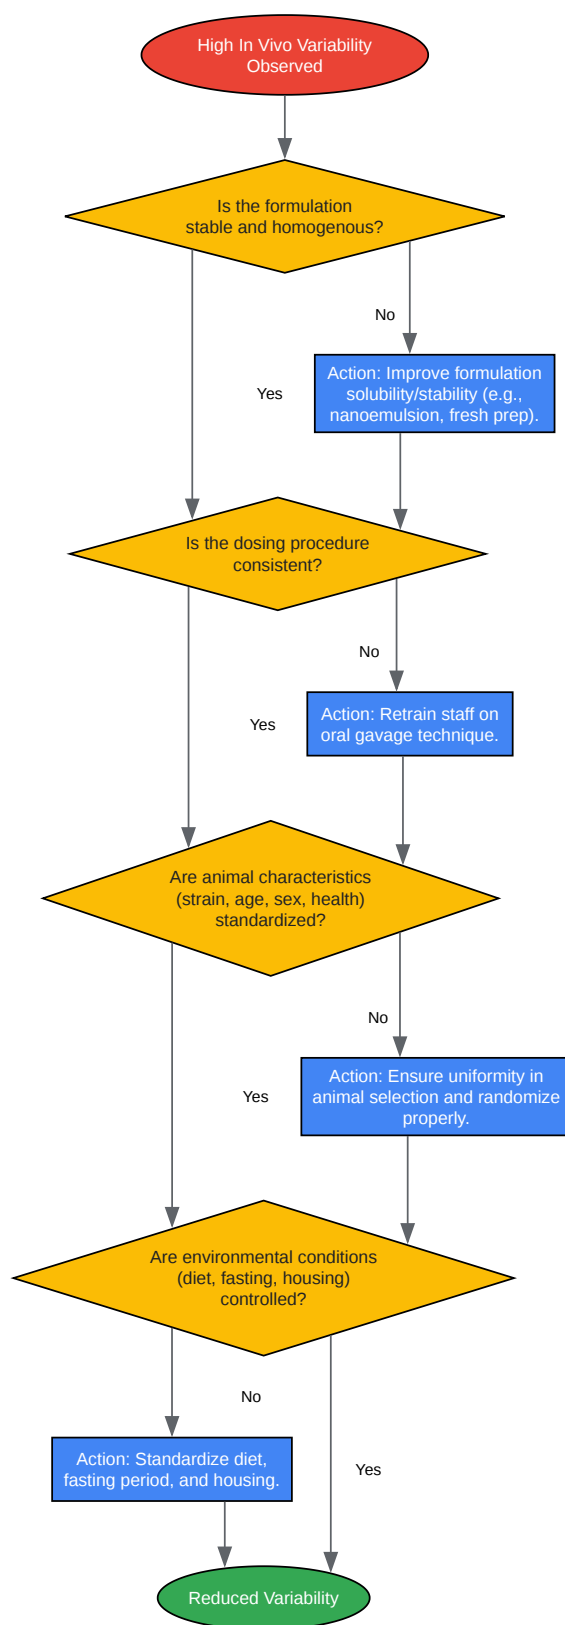 High In Vivo Variability
Observed
Is the formulation
stable and homogenous?
No
Action: Improve formulation
solubility/stability (e.g.,
nanoemulsion, fresh prep).
Yes
Is the dosing procedure
consistent?
No
Action: Retrain staff on
oral gavage technique.
Yes
Are animal characteristics
(strain, age, sex, health)
standardized?
No
Action: Ensure uniformity in
animal selection and randomize
properly.
Yes
Are environmental conditions
(diet, fasting, housing)
controlled?
No
Action: Standardize diet,
fasting period, and housing.
Yes
Reduced Variability